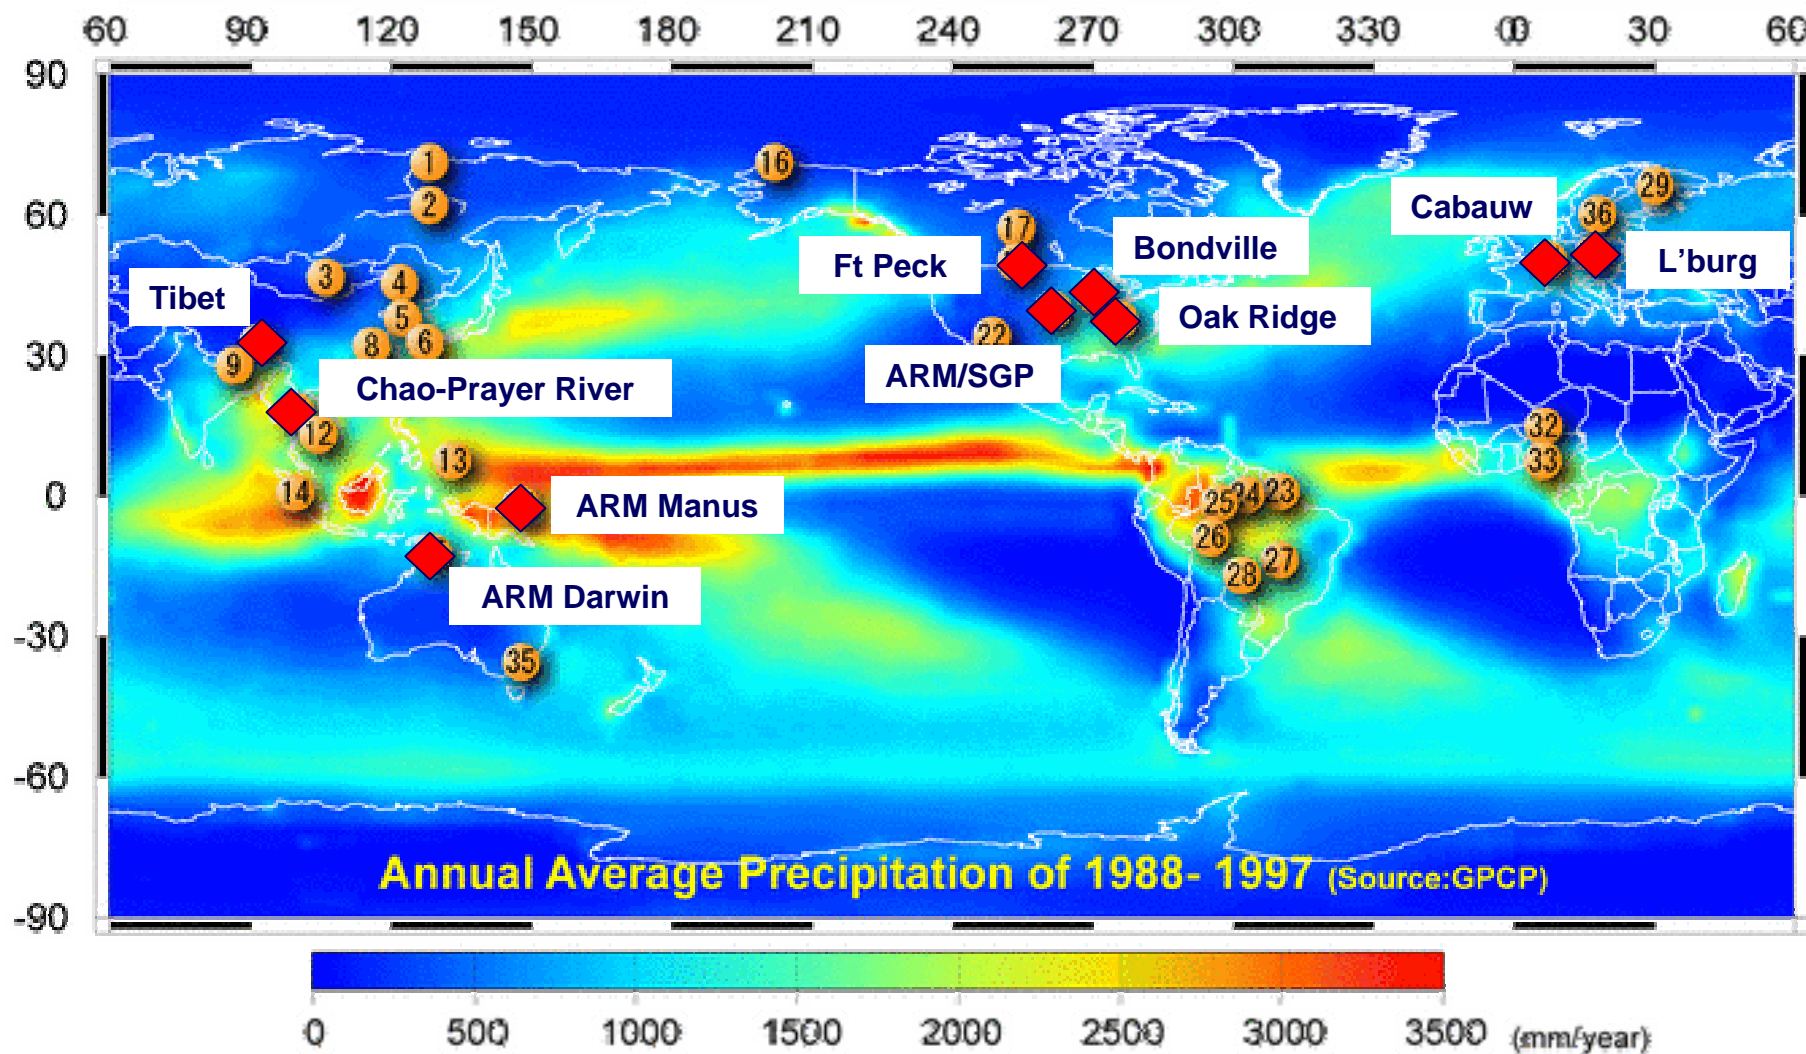 60 90 120 150 180 210 240 270 300 330 00 30 60
90
60
30
0
-30
-60
-90
1
2
16
29
17
36
Cabauw
Bondville
L'burg
Ft Peck
3
4
Tibet
5
Oak Ridge
22
8
6
9
ARM/SGP
Chao-Prayer River
12
32
13
33
14
25
24
23
ARM Manus
26
27
28
ARM Darwin
35
Annual Average Precipitation of 1988- 1997 (Source:GPCP)
0 500 1000 1500 2000 2500 3000 3500 (mm/year)